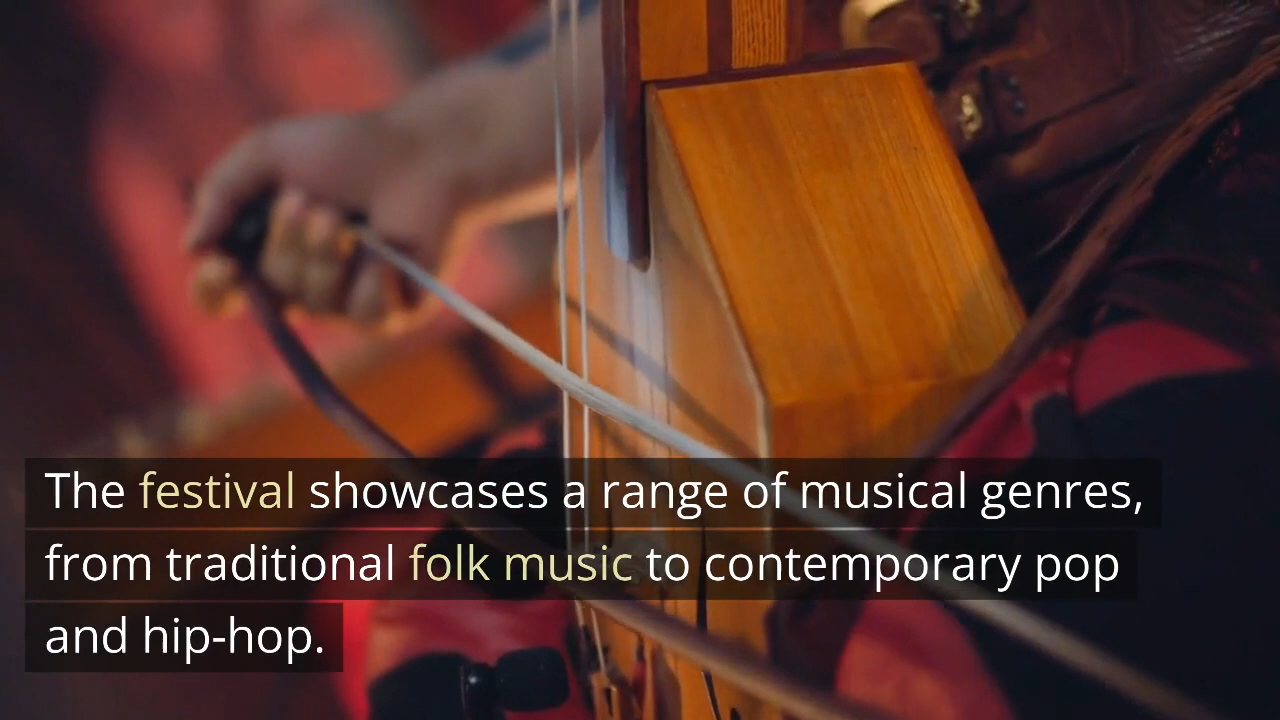 The festival showcases a range of musical genres,
from traditional folk music to contemporary pop
and hip-hop.